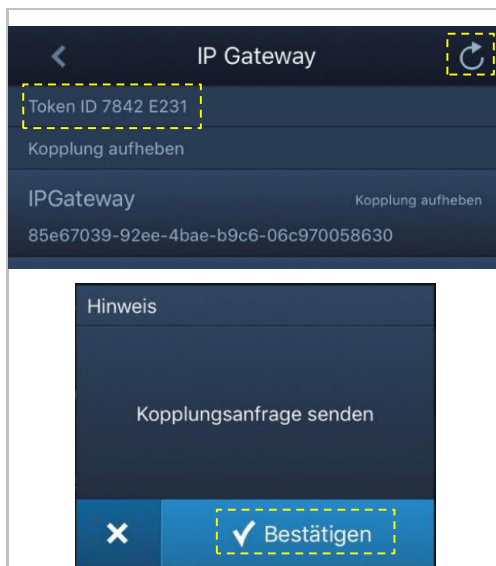 IP Gateway
Token ID 7842 E231
Kopplung aufheben
IPGateway Kopplung aufheben
85e67039-92ee-4bae-b9c6-06c970058630
Hinweis
Kopplungsanfrage senden
Bestätigen